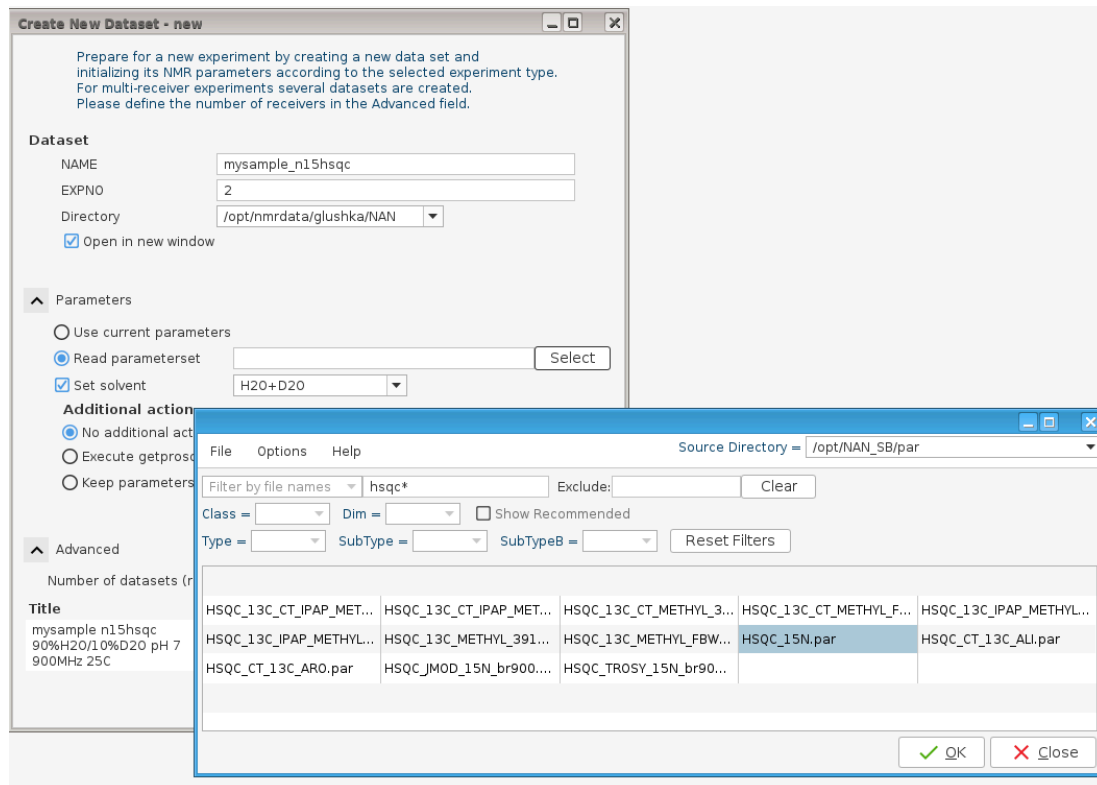 Create New Dataset - new
Prepare for a new experiment by creating a new data set and
initializing its NMR parameters according to the selected experiment type.
For multi-receiver experiments several datasets are created.
Please define the number of receivers in the Advanced field.
Dataset
NAME mysample_n15hsqc
EXPNO 2
Directory /opt/nmrdata/glushka/NAN
Open in new window
Parameters
Use current parameters
Read parameterset Select
Set solvent H2O+D2O
Additional action
No additional act
Execute getproso
Keep parameters
Advanced
Number of datasets (r
Title
mysample n15hsqc
90%H2O/10%D2O pH 7
900MHz 25C
File Options Help Source Directory = /opt/NAN_SB/par
Filter by file names hsqc* Exclude: Clear
Class = Dim = Show Recommended
Type = SubType = SubTypeB = Reset Filters
HSQC_13C_CT_IPAP_MET... HSQC_13C_CT_IPAP_MET... HSQC_13C_CT_METHYL_3... HSQC_13C_CT_METHYL_F... HSQC_13C_IPAP_METHYL...
HSQC_13C_IPAP_METHYL... HSQC_13C_METHYL_391... HSQC_13C_METHYL_FBW... HSQC_15N.par HSQC_CT_13C_ALI.par
HSQC_CT_13C_ARO.par HSQC_JMOD_15N_br900.... HSQC_TROSY_15N_br90...
OK Close